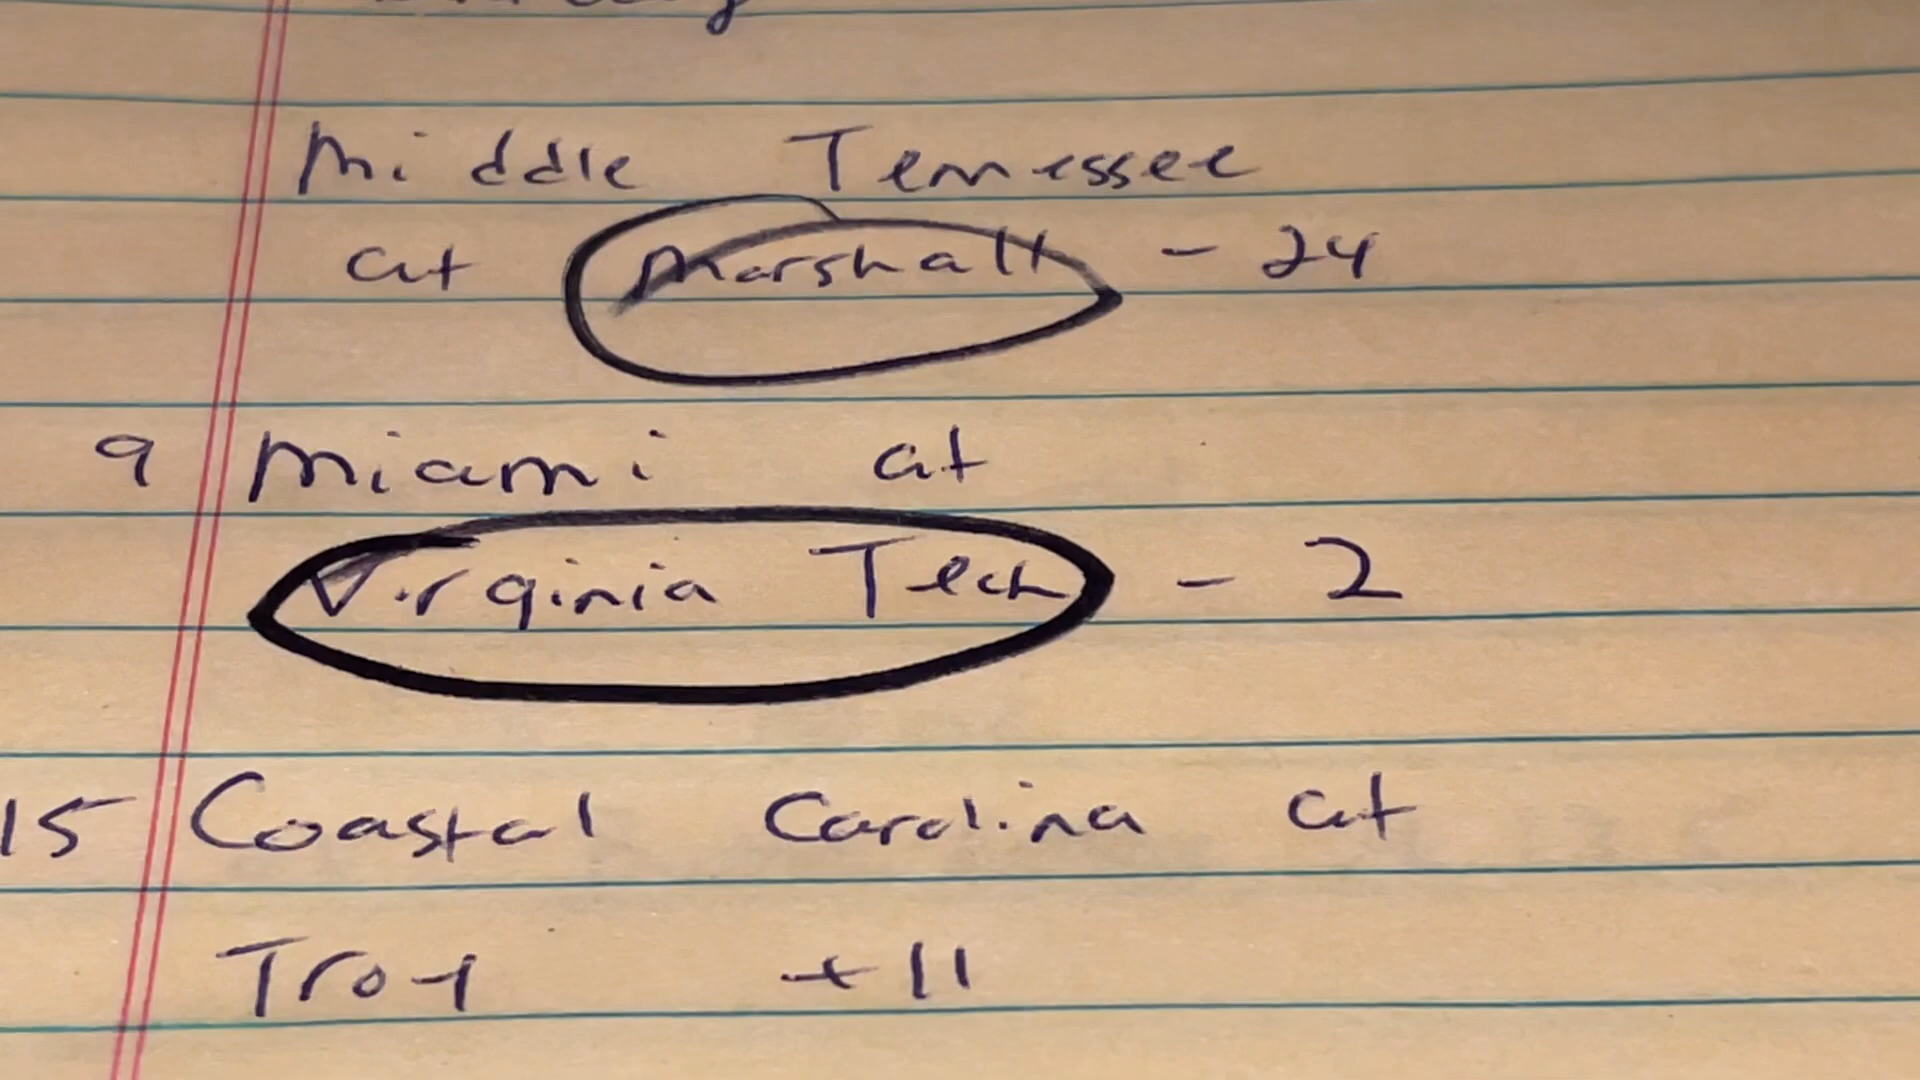 Middle Tennessee
at Marshall - 24
9 Miami at
Virginia Tech - 2
15 Coastal Carolina at
Troy + 11